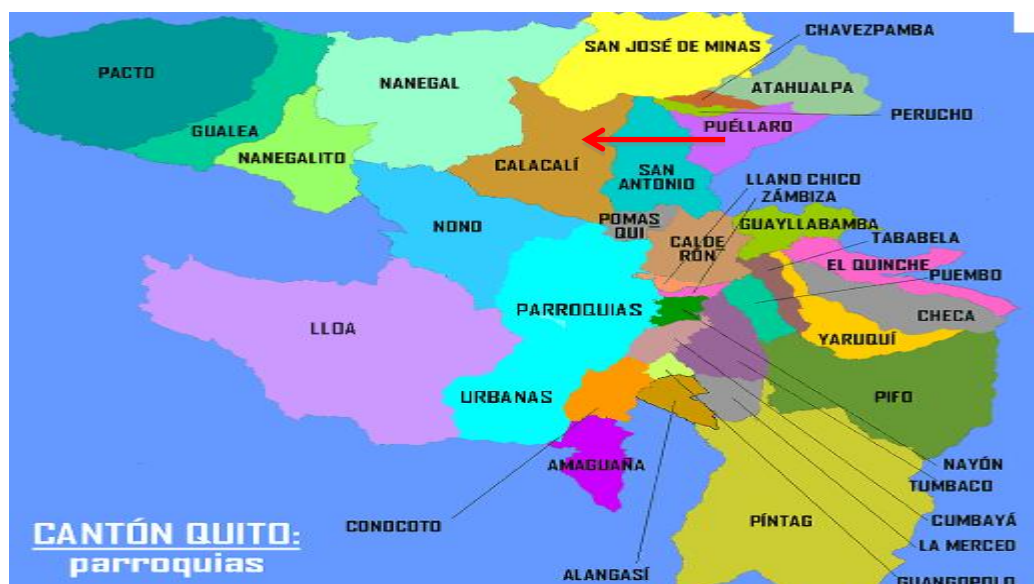 CHAVEZPAMBA
SAN JOSÉ DE MINAS
PACTO
NANEGAL
ATAHUALPA
PERUCHO
GUALEA
PUÉLLARO
NANEGALITO
CALACALÍ
SAN
ANTONIO
LLANO CHICO
ZÁMBIZA
NONO
POMAS
QUI
CALDE
RÓN
GUAYLLABAMBA
TABABELA
EL QUINCHE
PUEMBO
LLOA
PARROQUIAS
CHECA
YARUQUÍ
URBANAS
PIFO
AMAGUAÑA
NAYÓN
TUMBACO
CONOCOTO
PÍNTAG
CUMBAYÁ
LA MERCED
ALANGASÍ
GUANGOPOLO
CANTÓN QUITO:
parroquias